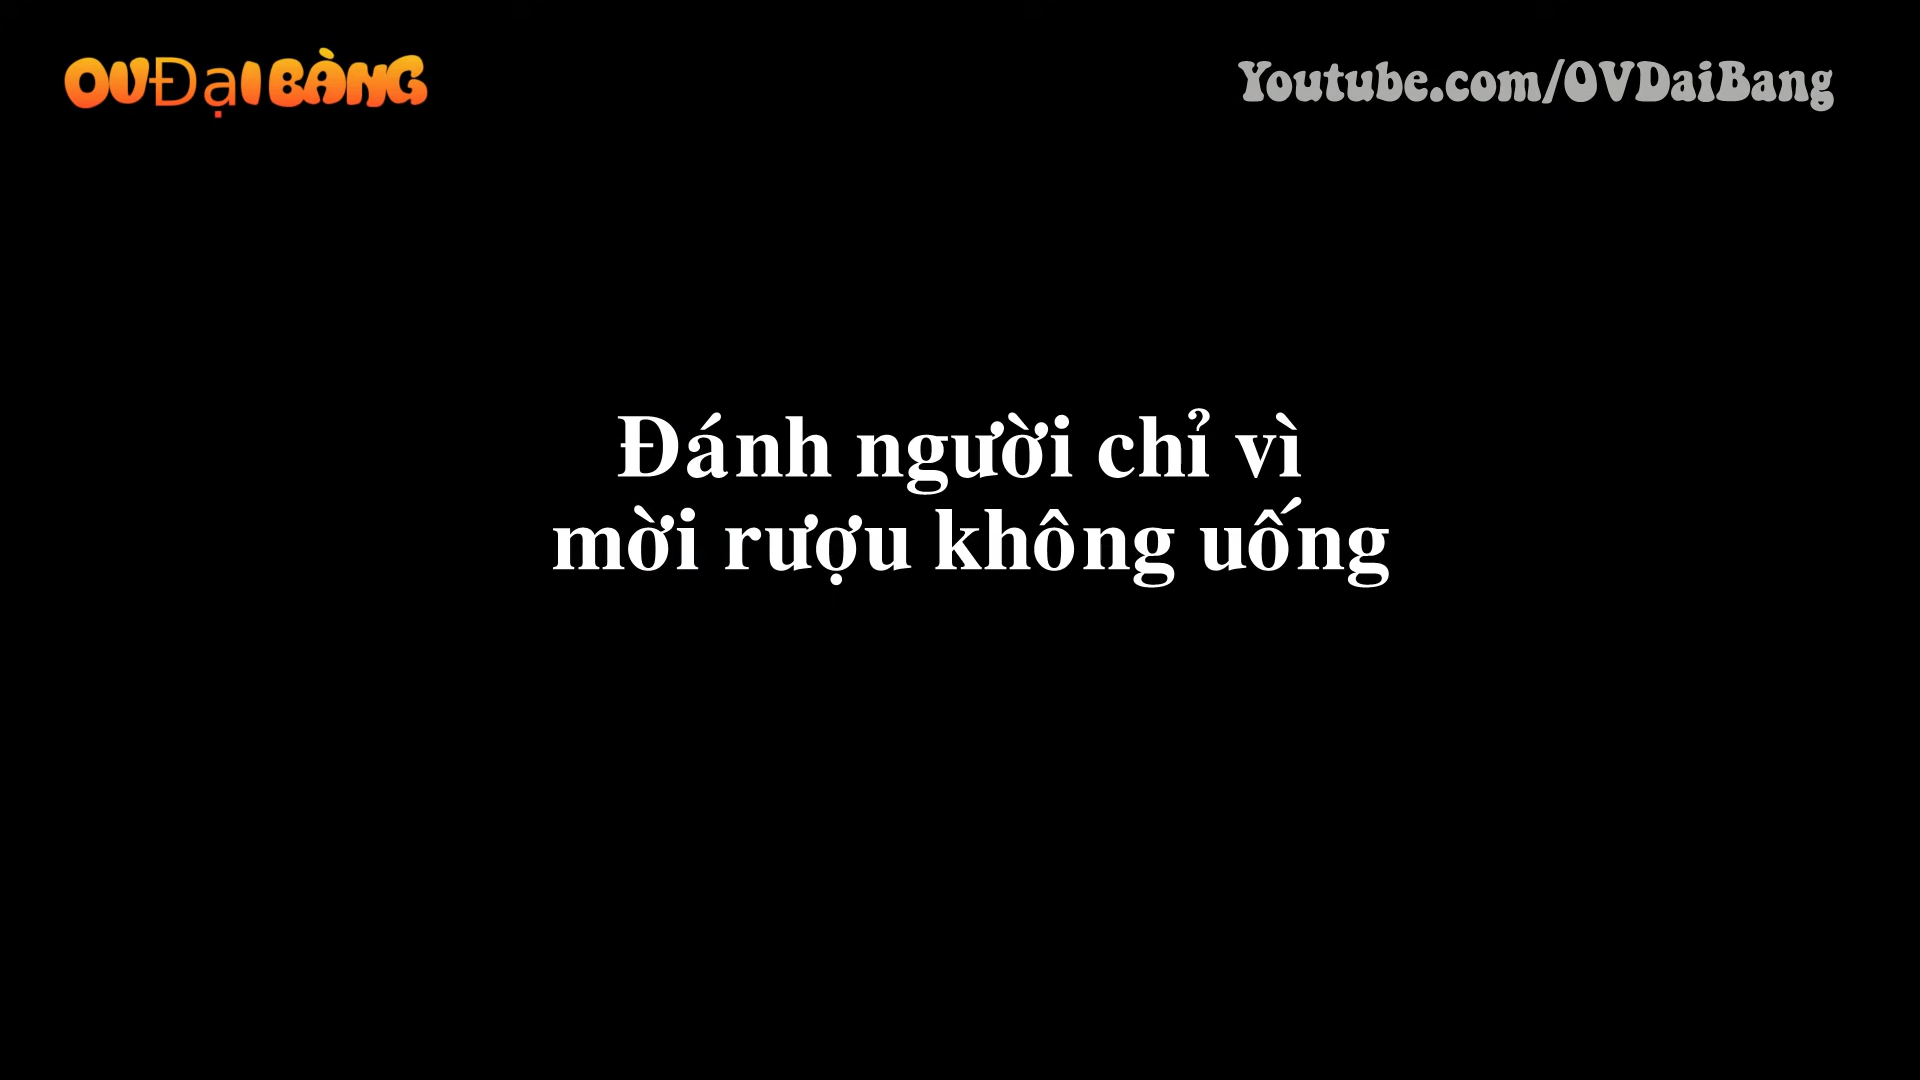 OVĐạI BÀNG
Youtube.com/OVDaiBang
Đánh người chỉ vì
mời rượu không uống